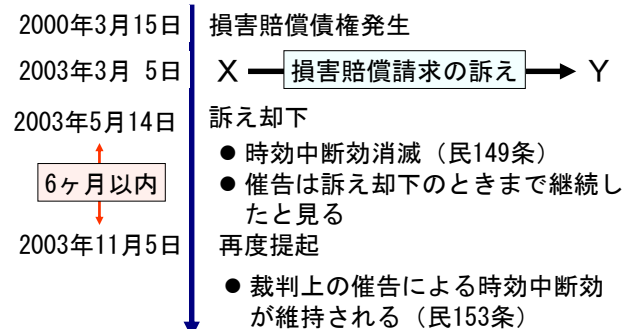 2000年3月15日 損害賠償債権発生
2003年3月 5日 X 損害賠償請求の訴え Y
2003年5月14日 訴え却下
● 時効中断効消滅（民149条）
6ヶ月以内
● 催告は訴え却下のときまで継続し
たと見る
2003年11月5日 再度提起
● 裁判上の催告による時効中断効
が維持される（民153条）